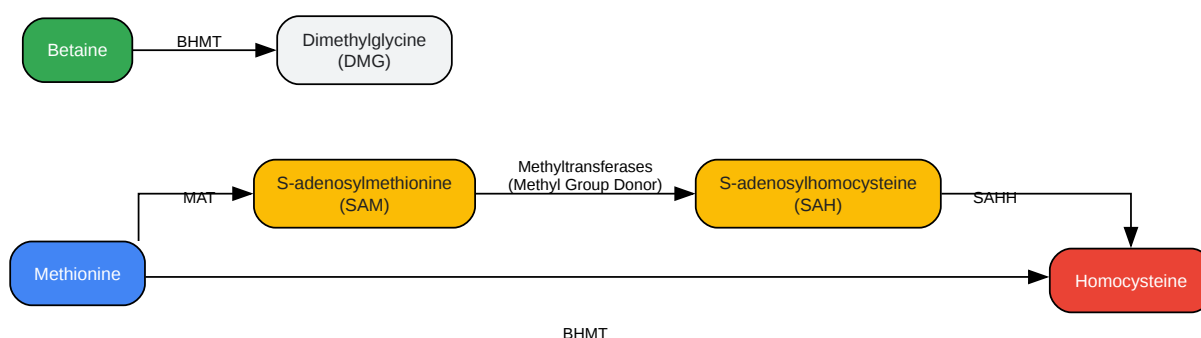 Betaine
BHMT
Dimethylglycine
(DMG)
S-adenosylmethionine
(SAM)
Methyltransferases
(Methyl Group Donor)
S-adenosylhomocysteine
(SAH)
MAT
SAHH
Methionine
Homocysteine
BHMT